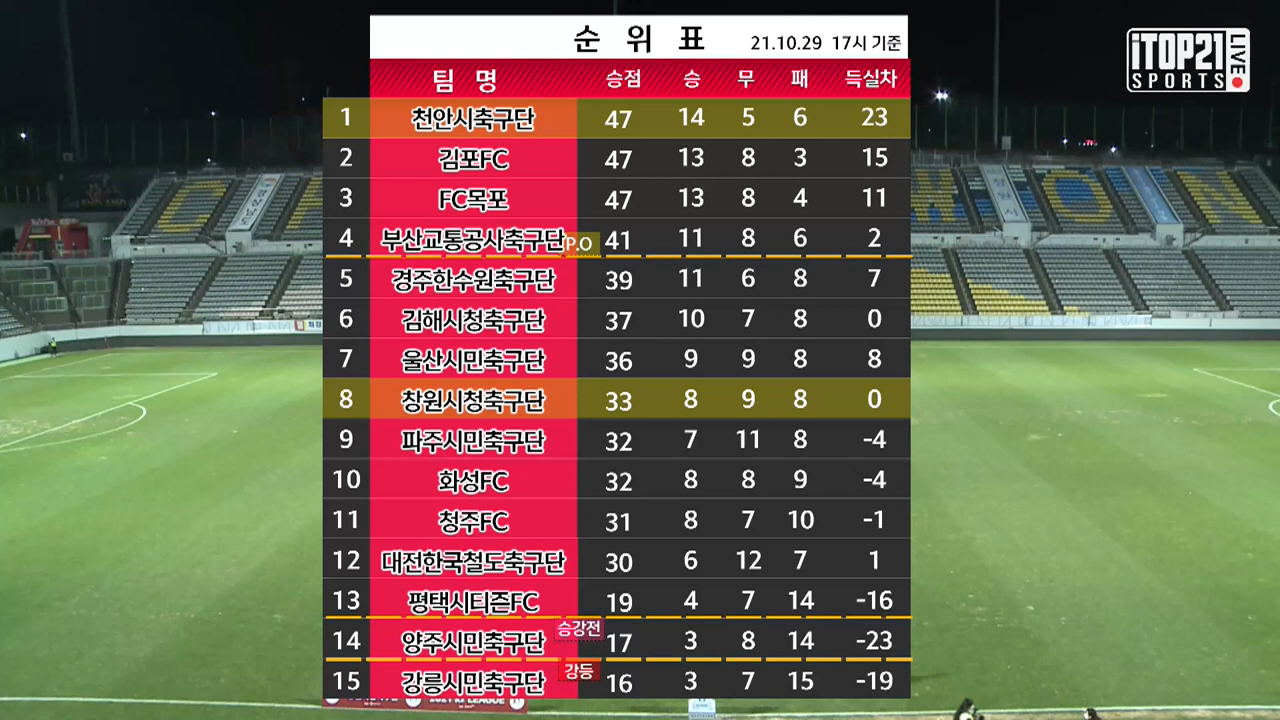 순 위 표 21.10.29 17시 기준
팀 명 승점 승 무 패 득실차
1 천안시축구단 47 14 5 6 23
2 김포FC 47 13 8 3 15
3 FC목포 47 13 8 4 11
4 부산교통공사축구단 P.O 41 11 8 6 2
5 경주한수원축구단 39 11 6 8 7
6 김해시청축구단 37 10 7 8 0
7 울산시민축구단 36 9 9 8 8
8 창원시청축구단 33 8 9 8 0
9 파주시민축구단 32 7 11 8 -4
10 화성FC 32 8 8 9 -4
11 청주FC 31 8 7 10 -1
12 대전한국철도축구단 30 6 12 7 1
13 평택시티즌FC 19 4 7 14 -16
승강전
14 양주시민축구단 17 3 8 14 -23
강등
15 강릉시민축구단 16 3 7 15 -19
iTOP21
SPORTS
LIVE